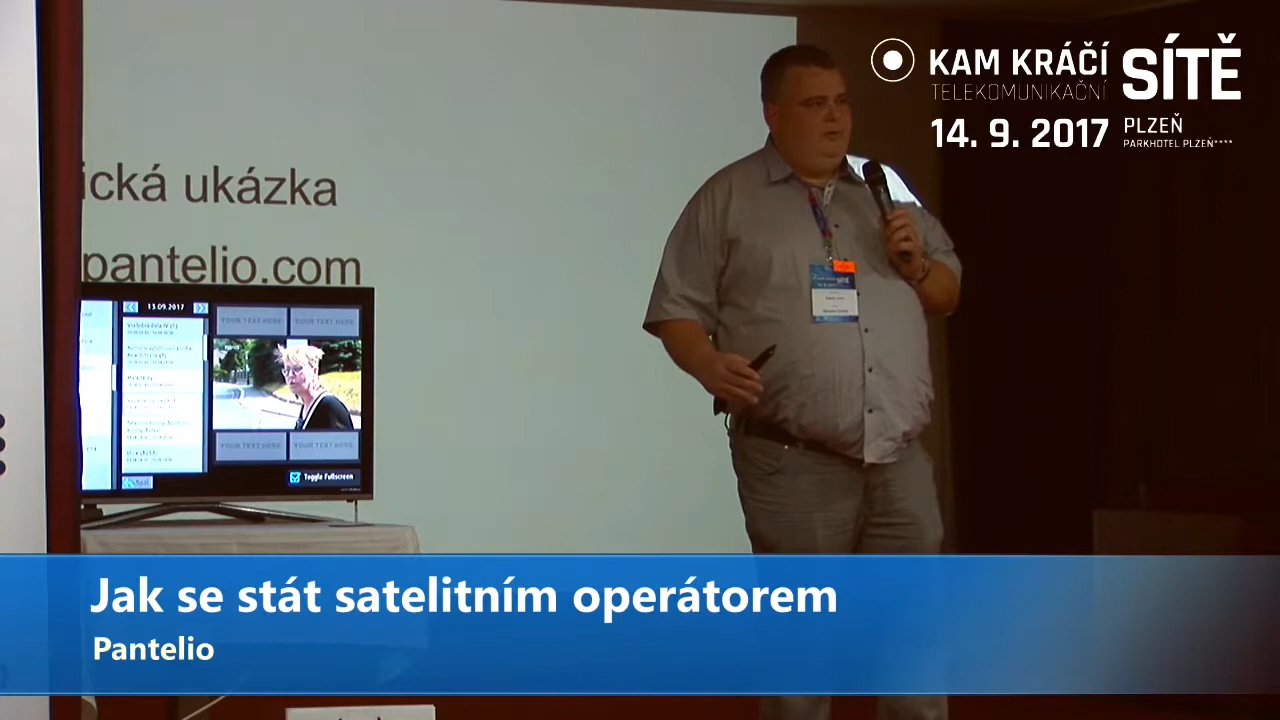 KAM KRÁČÍ
TELEKOMUNIKAČNÍ
SÍTĚ
14. 9. 2017
PLZEŇ
PARKHOTEL PLZEŇ****
ická ukázka
pantelio.com
13.09.2017
YOUR TEXT HERE YOUR TEXT HERE
YOUR TEXT HERE YOUR TEXT HERE
Toggle Fullscreen
SÍTĚ
Jak se stát satelitním operátorem
Pantelio